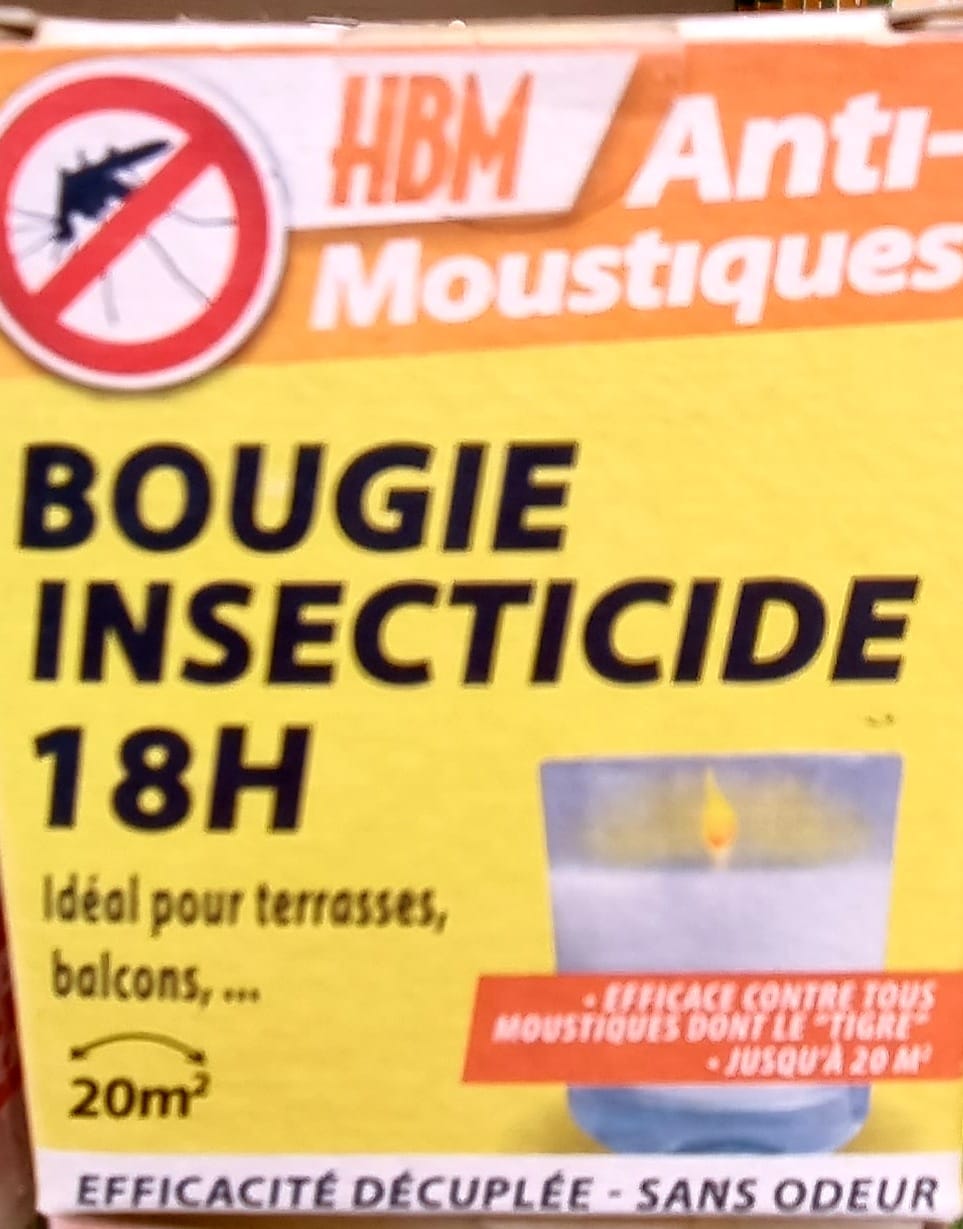 HBM Anti-
Moustiques
BOUGIE
INSECTICIDE
18H
Idéal pour terrasses,
balcons, ...
20m²
• EFFICACE CONTRE TOUS
MOUSTIQUES DONT LE "TIGRE"
• JUSQU'À 20 M²
EFFICACITÉ DÉCUPLÉE - SANS ODEUR